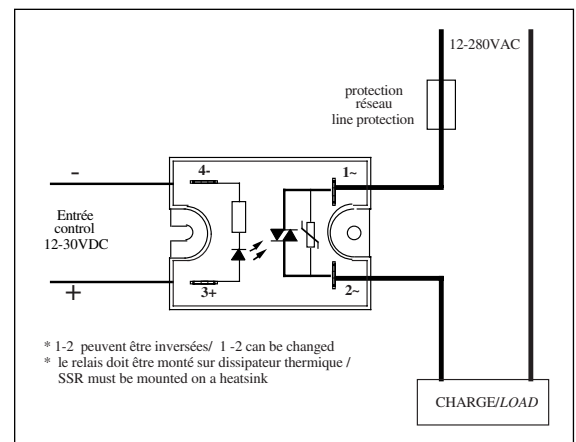 12-280VAC
protection
réseau
line protection
4-
1~
-
Entrée
control
12-30VDC
+
3+
2~
* 1-2 peuvent être inversées/ 1 -2 can be changed
* le relais doit être monté sur dissipateur thermique /
SSR must be mounted on a heatsink
CHARGE/LOAD